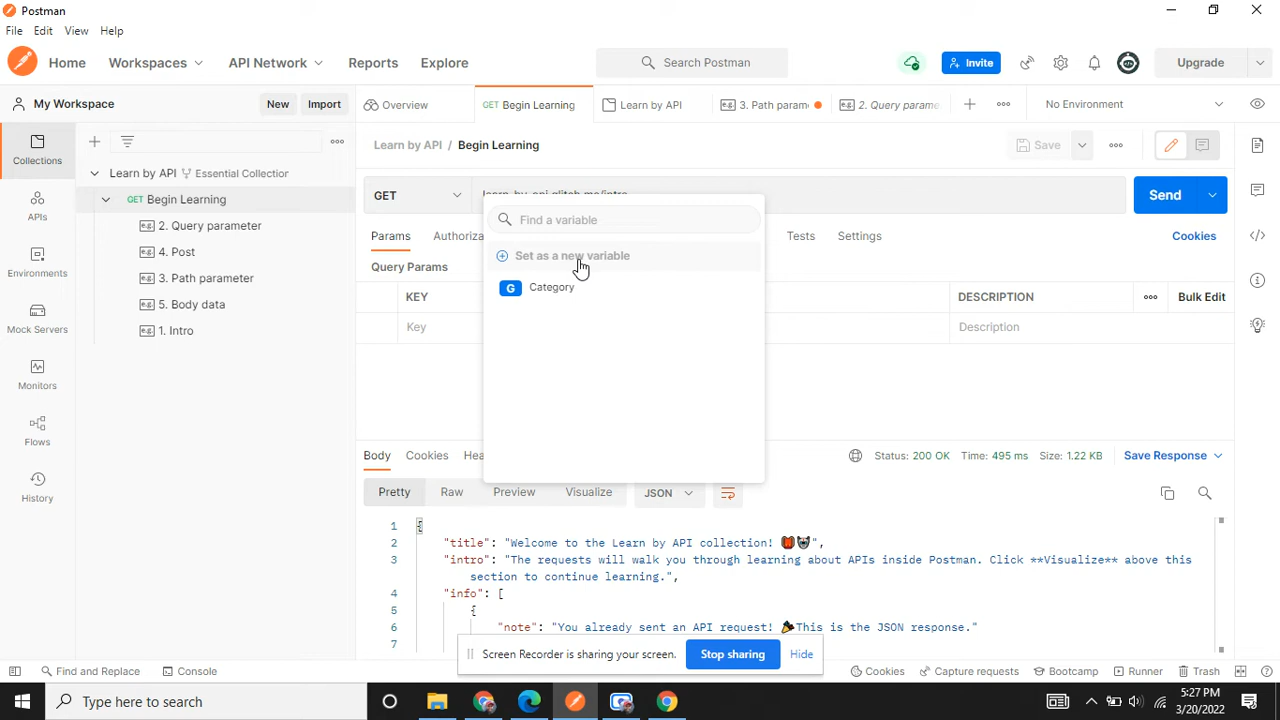 Postman
File Edit View Help
Home Workspaces API Network Reports Explore Search Postman Invite Upgrade
My Workspace New Import Overview GET Begin Learning Learn by API 3. Path parame 2. Query parame No Environment
Collections
APIs
Environments
Mock Servers
Monitors
Flows
History
Learn by API Essential Collection
GET Begin Learning
e.g. 2. Query parameter
e.g. 4. Post
e.g. 3. Path parameter
e.g. 5. Body data
e.g. 1. Intro
Learn by API / Begin Learning Save
GET learn-by-api.glitch.me/intro Send
Params Authoriza Tests Settings Cookies
Query Params
KEY DESCRIPTION Bulk Edit
Key Description
Find a variable
Set as a new variable
G Category
Body Cookies Hea Status: 200 OK Time: 495 ms Size: 1.22 KB Save Response
Pretty Raw Preview Visualize JSON
1 {
2 "title": "Welcome to the Learn by API collection! 🎒🐺",
3 "intro": "The requests will walk you through learning about APIs inside Postman. Click **Visualize** above this
section to continue learning.",
4 "info": [
5 {
6 "note": "You already sent an API request! 🎉This is the JSON response."
7
Screen Recorder is sharing your screen. Stop sharing Hide
Find and Replace Console Cookies Capture requests Bootcamp Runner Trash
Type here to search
5:27 PM
3/20/2022